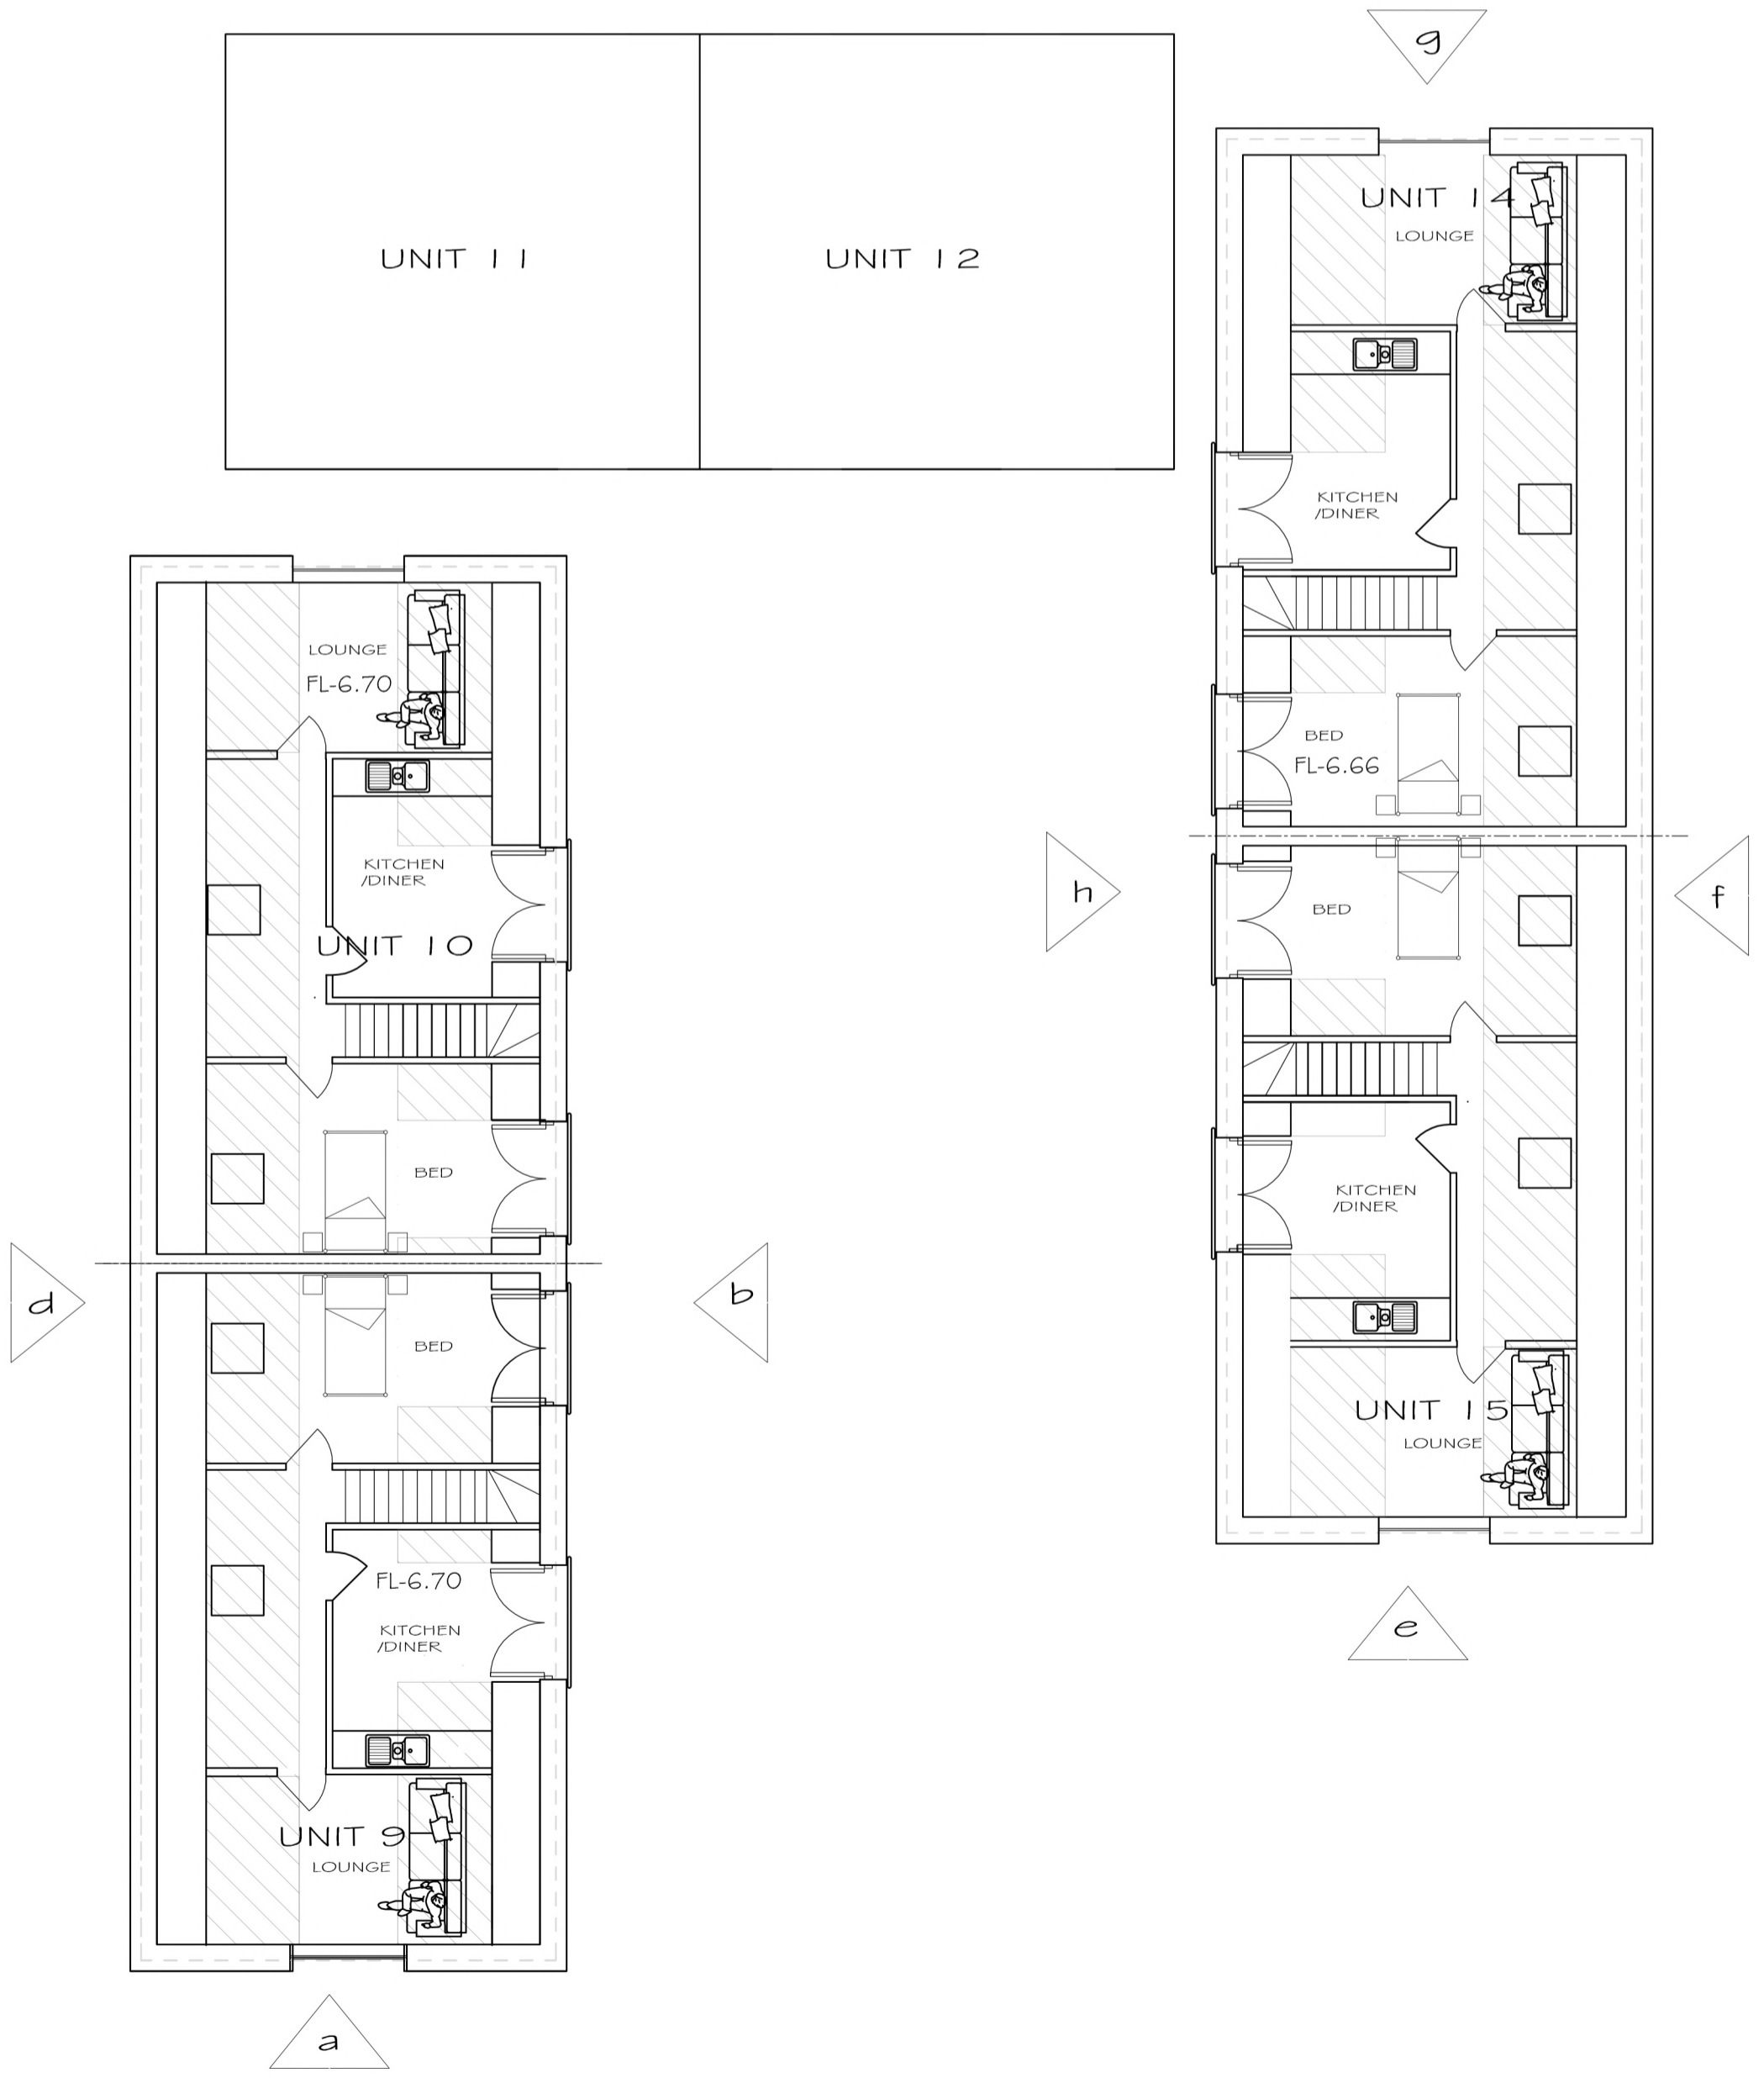 g
UNIT 11
UNIT 12
UNIT 14
LOUNGE
KITCHEN
/DINER
BED
FL-6.66
LOUNGE
FL-6.70
KITCHEN
/DINER
UNIT 10
BED
h
f
BED
d
b
BED
KITCHEN
/DINER
UNIT 15
LOUNGE
FL-6.70
KITCHEN
/DINER
e
UNIT 9
LOUNGE
a